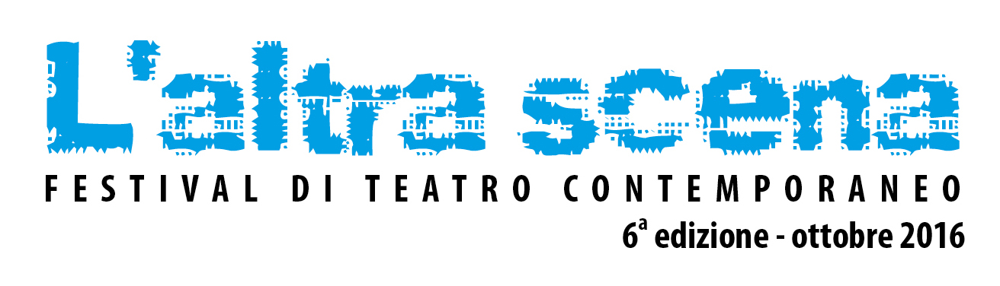 L'altra scena
FESTIVAL DI TEATRO CONTEMPORANEO
6ª edizione - ottobre 2016